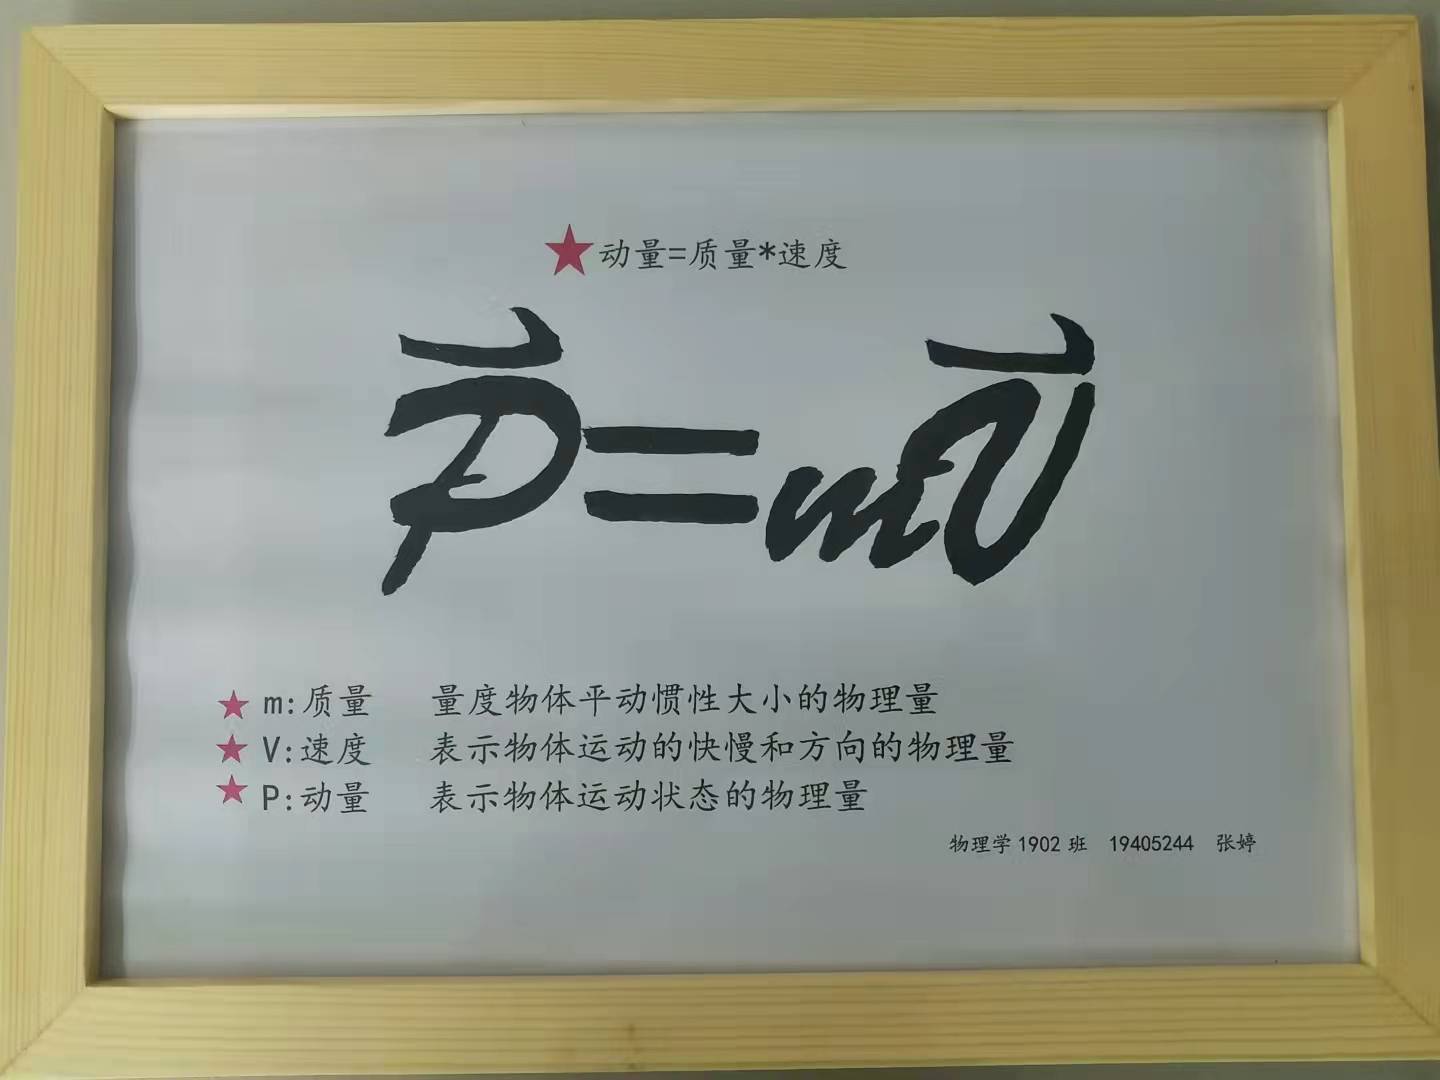 ★动量=质量*速度
P⃗=mV⃗
★ m:质量 量度物体平动惯性大小的物理量
★ V:速度 表示物体运动的快慢和方向的物理量
★ P:动量 表示物体运动状态的物理量
物理学1902班 19405244 张婷